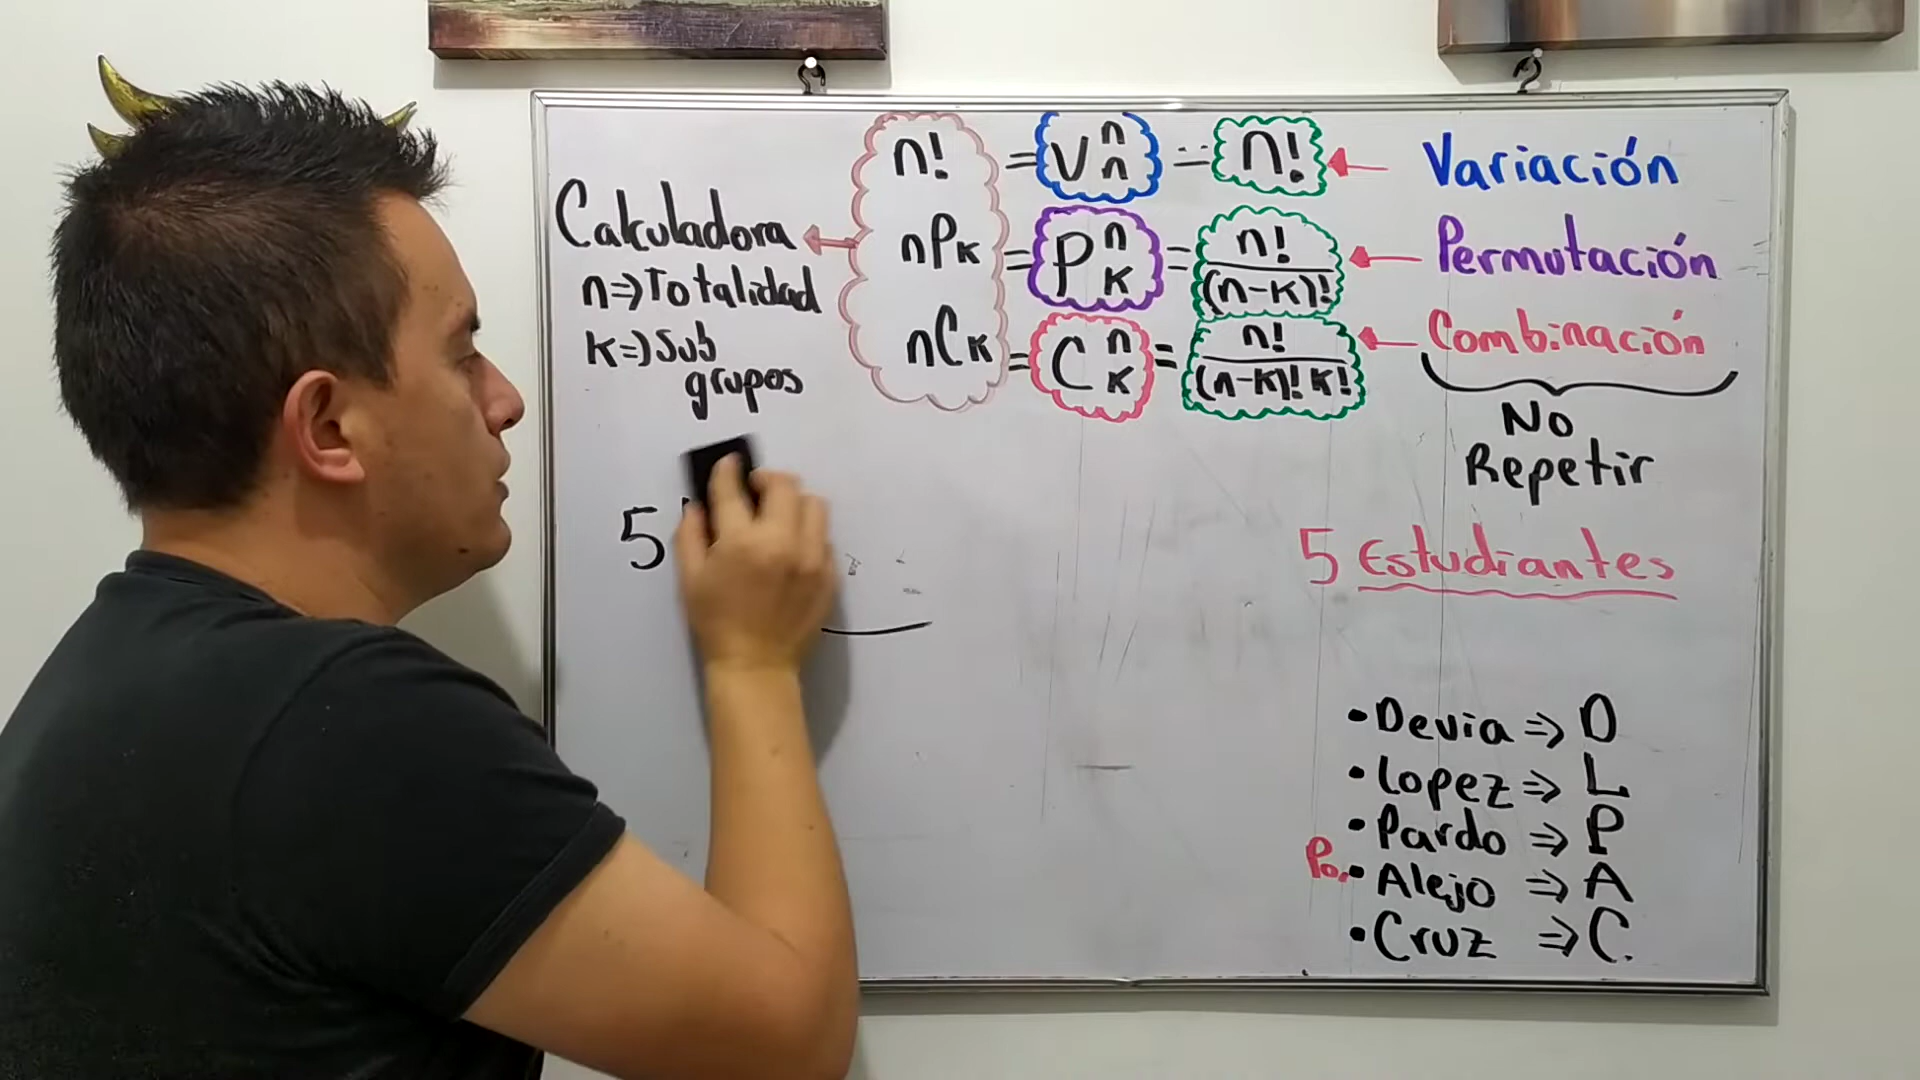 n! = V n n = n! ← Variación
Calculadora ←
nPk = P n k = n!/(n-k)! ← Permutación
n⇒Totalidad
nCk = C n k = n!/(n-k)! k! ← Combinación
k⇒Sub
grupos
No
Repetir
5
5 Estudiantes
• Devia ⇒ D
• Lopez ⇒ L
• Pardo ⇒ P
Po.
• Alejo ⇒ A
• Cruz ⇒ C.